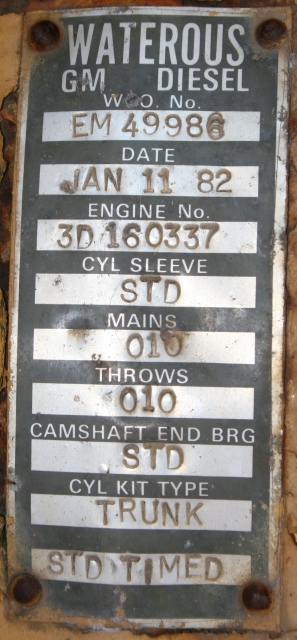 WATEROUS
GM DIESEL
W.O. No.
EM 49986
DATE
JAN 11 82
ENGINE No.
3D 160337
CYL SLEEVE
STD
MAINS
010
THROWS
010
CAMSHAFT END BRG
STD
CYL KIT TYPE
TRUNK
STD TIMED